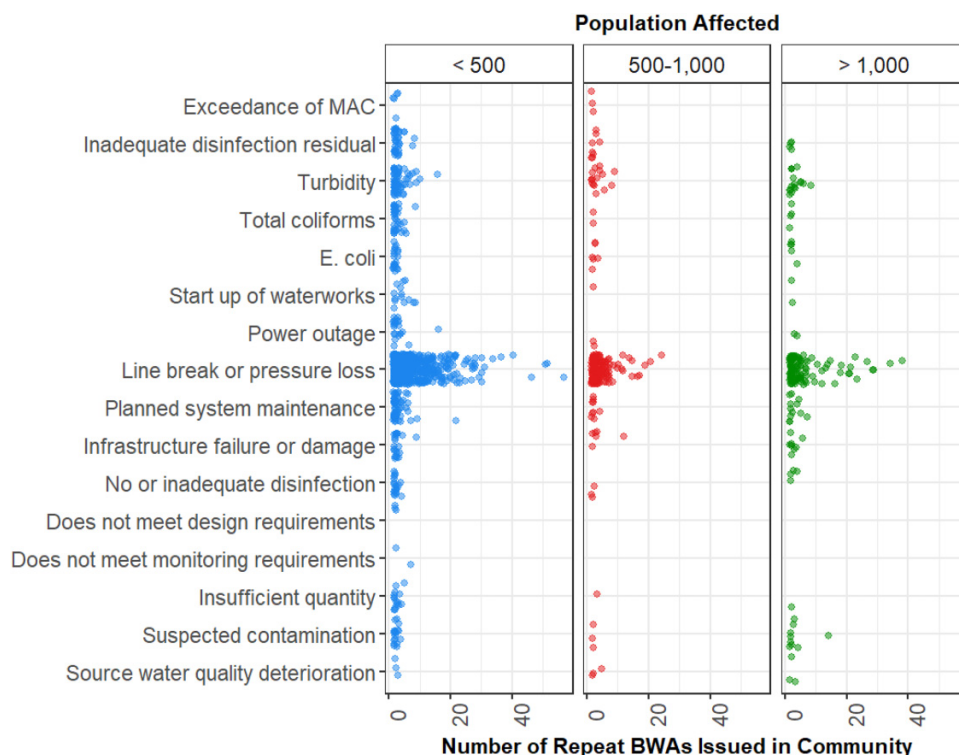 Population Affected
< 500
500-1,000
> 1,000
Exceedance of MAC
Inadequate disinfection residual
Turbidity
Total coliforms
E. coli
Start up of waterworks
Power outage
Line break or pressure loss
Planned system maintenance
Infrastructure failure or damage
No or inadequate disinfection
Does not meet design requirements
Does not meet monitoring requirements
Insufficient quantity
Suspected contamination
Source water quality deterioration
0 20 40 0 20 40 0 20 40
Number of Repeat BWAs Issued in Community